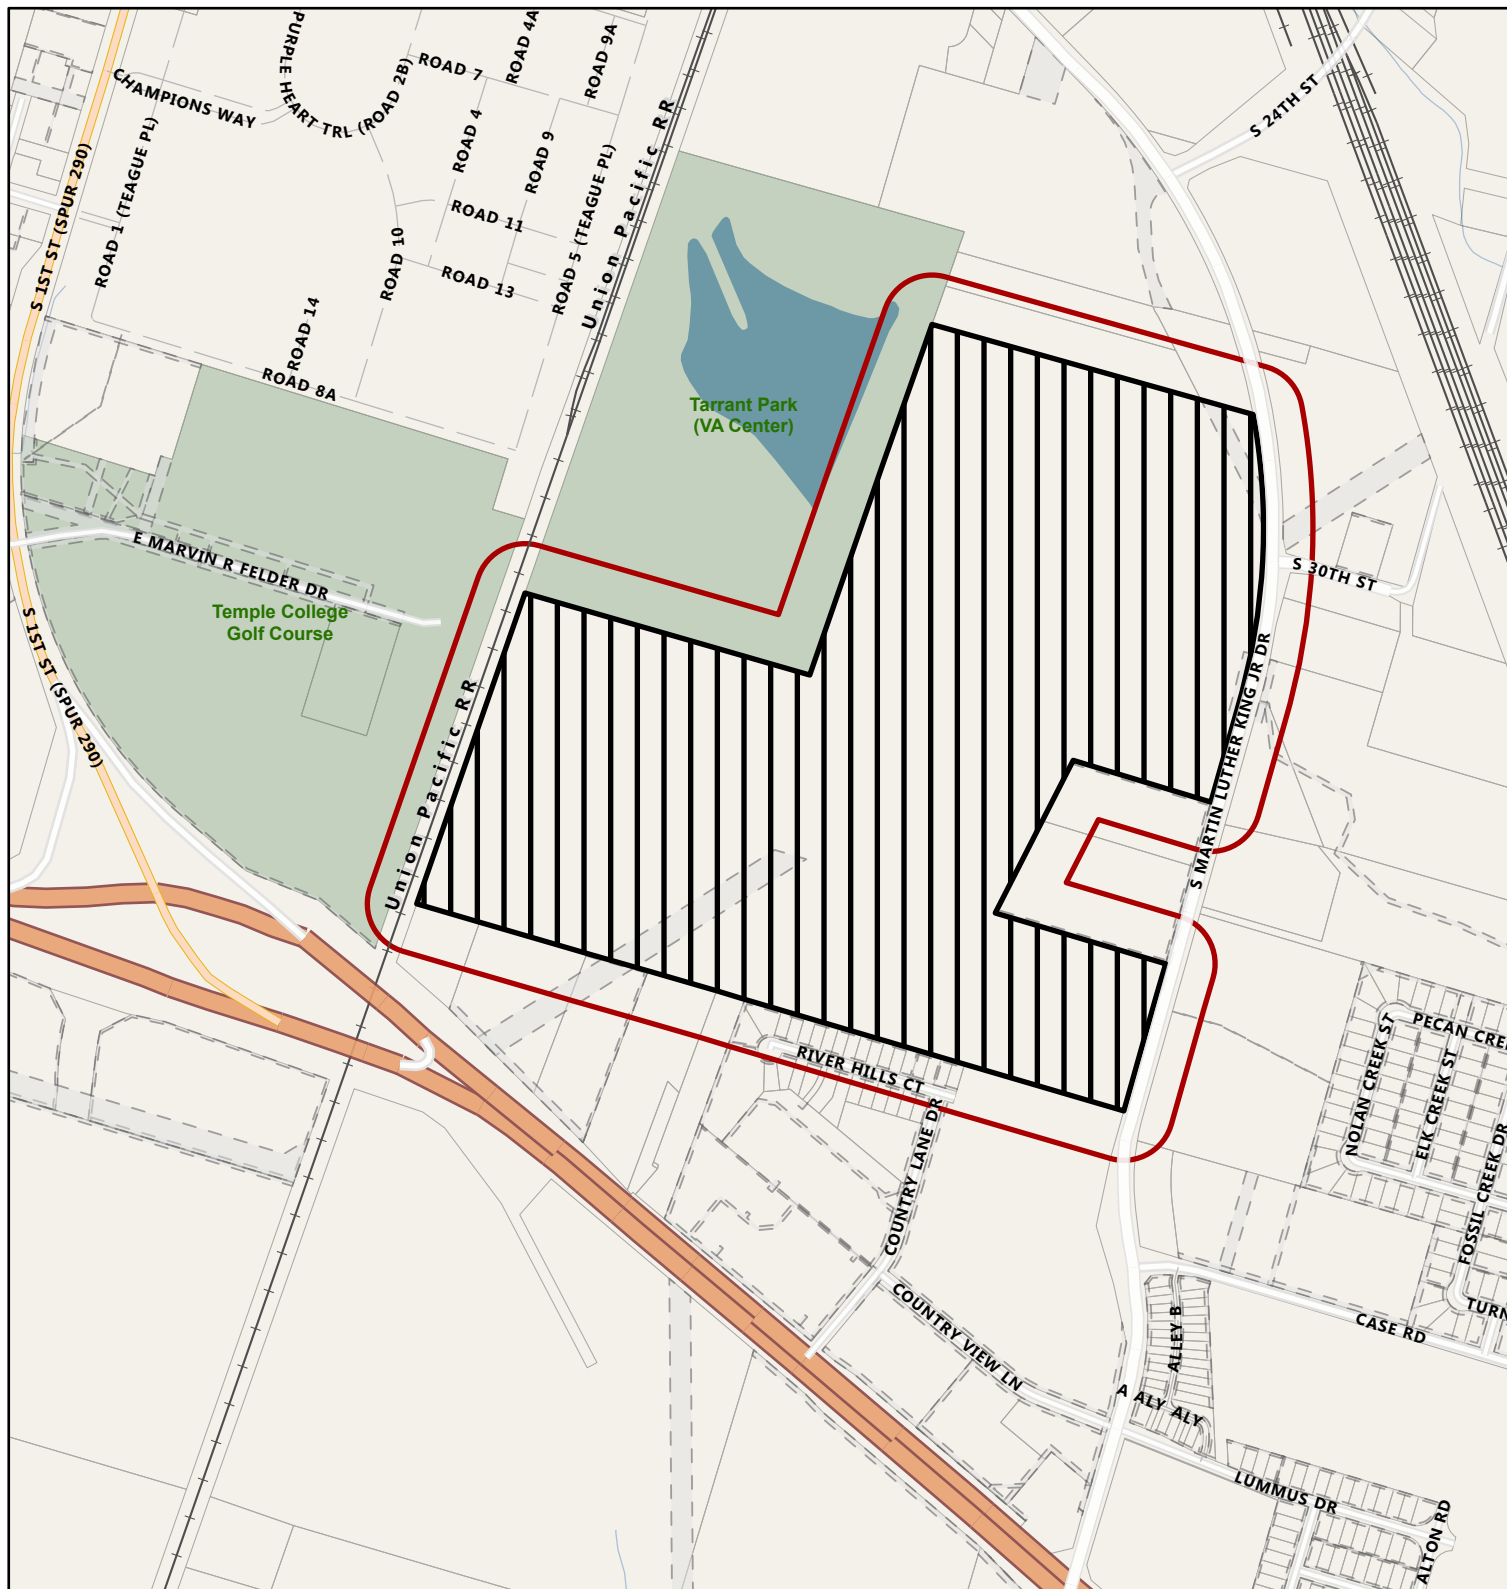 PURPLE HEART TRL (ROAD 2B)
ROAD 4A
ROAD 9A
ROAD 7
CHAMPIONS WAY
S 24TH ST
ROAD 1 (TEAGUE PL)
ROAD 4
ROAD 9
Union Pacific RR
S 1ST ST (SPUR 290)
ROAD 5 (TEAGUE PL)
ROAD 11
ROAD 10
ROAD 13
ROAD 14
ROAD 8A
Tarrant Park
(VA Center)
E MARVIN R FELDER DR
S 30TH ST
Temple College
Golf Course
S 1ST ST (SPUR 290)
Union Pacific RR
S MARTIN LUTHER KING JR DR
RIVER HILLS CT
PECAN CREE
NOLAN CREEK ST
ELK CREEK ST
COUNTRY LANE DR
FOSSIL CREEK DR
COUNTRY VIEW LN
ALLEY B
CASE RD
TURN
A ALY ALY
LUMMUS DR
ALTON RD